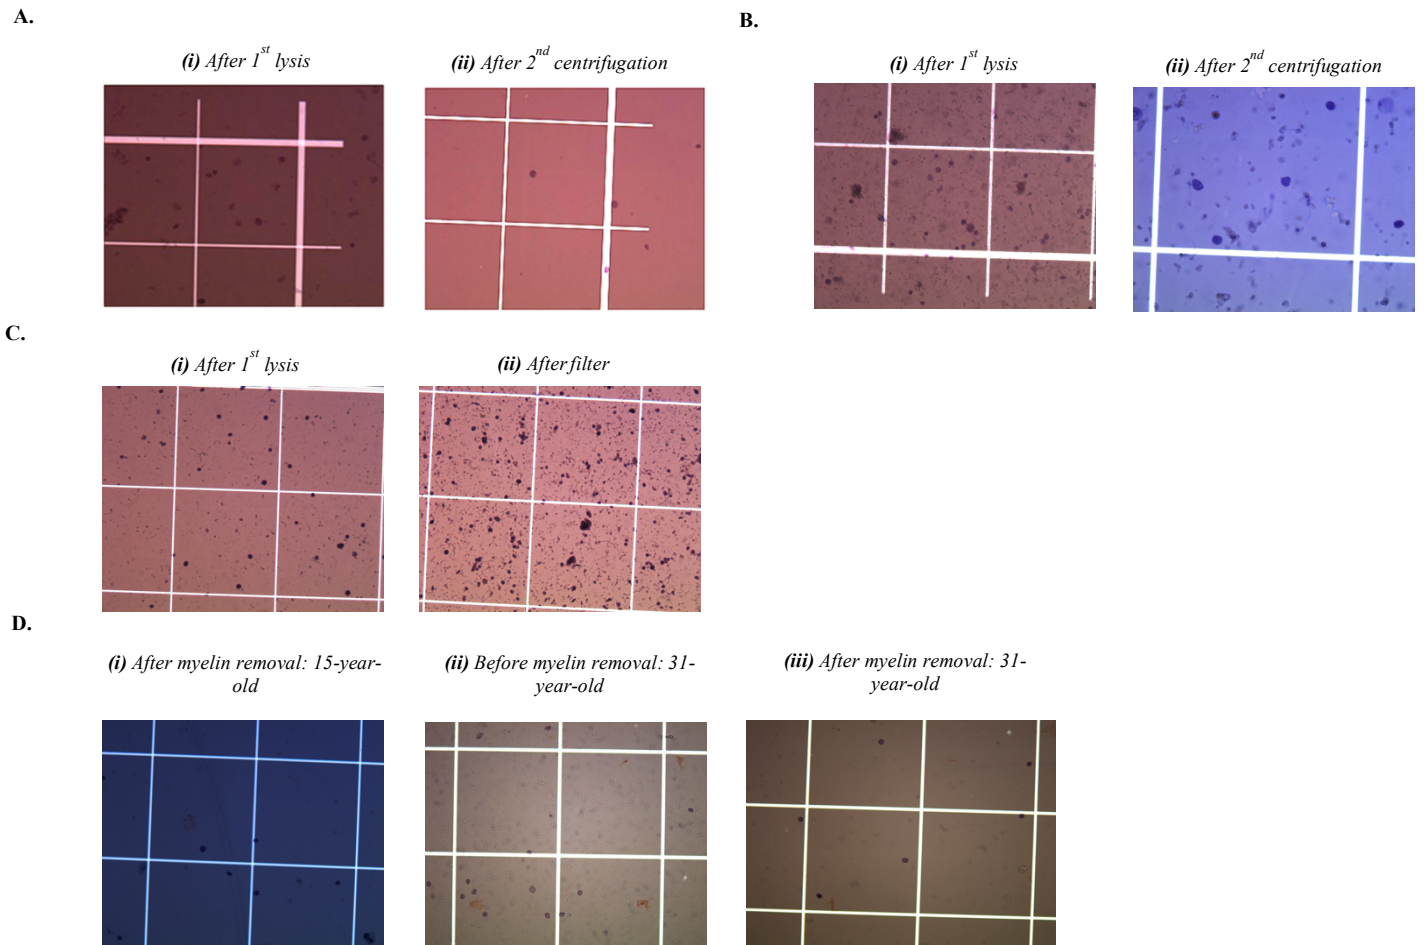 A.
B.
(i) After 1st lysis
(ii) After 2nd centrifugation
(i) After 1st lysis
(ii) After 2nd centrifugation
C.
(i) After 1st lysis
(ii) After filter
D.
(i) After myelin removal: 15-year-
old
(ii) Before myelin removal: 31-
year-old
(iii) After myelin removal: 31-
year-old